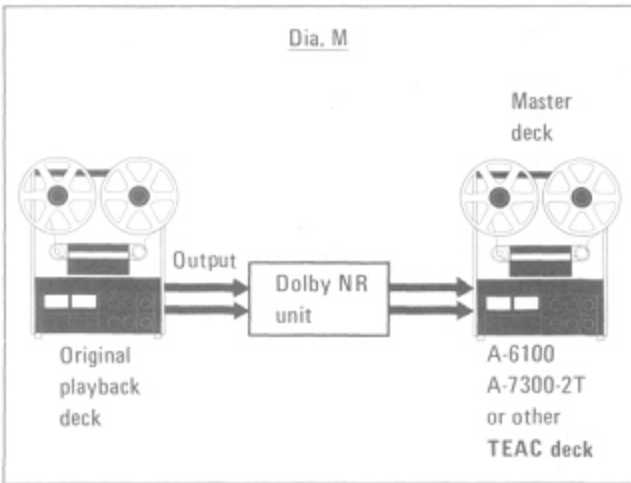 Dia. M
Master
deck
Output
Dolby NR
unit
Original
playback
deck
A-6100
A-7300-2T
or other
TEAC deck